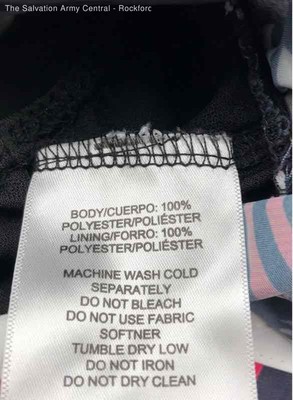 The Salvation Army Central - Rockford
BODY/CUERPO: 100%
POLYESTER/POLIÉSTER
LINING/FORRO: 100%
POLYESTER/POLIÉSTER
MACHINE WASH COLD
SEPARATELY
DO NOT BLEACH
DO NOT USE FABRIC
SOFTNER
TUMBLE DRY LOW
DO NOT IRON
DO NOT DRY CLEAN